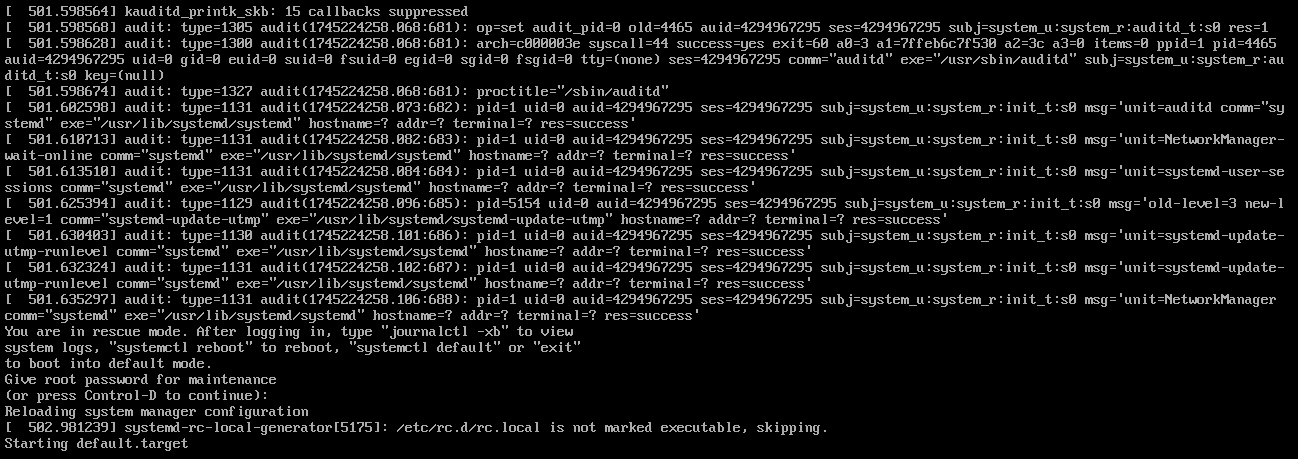 [  501.598564] kauditd_printk_skb: 15 callbacks suppressed
[  501.598568] audit: type=1305 audit(1745224258.068:681): op=set audit_pid=0 old=4465 auid=4294967295 ses=4294967295 subj=system_u:system_r:auditd_t:s0 res=1
[  501.598628] audit: type=1300 audit(1745224258.068:681): arch=c000003e syscall=44 success=yes exit=60 a0=3 a1=7ffeb6c7f530 a2=3c a3=0 items=0 ppid=1 pid=4465
auid=4294967295 uid=0 gid=0 euid=0 suid=0 fsuid=0 egid=0 sgid=0 fsgid=0 tty=(none) ses=4294967295 comm="auditd" exe="/usr/sbin/auditd" subj=system_u:system_r:au
ditd_t:s0 key=(null)
[  501.598674] audit: type=1327 audit(1745224258.068:681): proctitle="/sbin/auditd"
[  501.602598] audit: type=1131 audit(1745224258.073:682): pid=1 uid=0 auid=4294967295 ses=4294967295 subj=system_u:system_r:init_t:s0 msg='unit=auditd comm="sy
stemd" exe="/usr/lib/systemd/systemd" hostname=? addr=? terminal=? res=success'
[  501.610713] audit: type=1131 audit(1745224258.082:683): pid=1 uid=0 auid=4294967295 ses=4294967295 subj=system_u:system_r:init_t:s0 msg='unit=NetworkManager-
wait-online comm="systemd" exe="/usr/lib/systemd/systemd" hostname=? addr=? terminal=? res=success'
[  501.613510] audit: type=1131 audit(1745224258.084:684): pid=1 uid=0 auid=4294967295 ses=4294967295 subj=system_u:system_r:init_t:s0 msg='unit=systemd-user-se
ssions comm="systemd" exe="/usr/lib/systemd/systemd" hostname=? addr=? terminal=? res=success'
[  501.625394] audit: type=1129 audit(1745224258.096:685): pid=5154 uid=0 auid=4294967295 ses=4294967295 subj=system_u:system_r:init_t:s0 msg='old-level=3 new-l
evel=1 comm="systemd-update-utmp" exe="/usr/lib/systemd/systemd-update-utmp" hostname=? addr=? terminal=? res=success'
[  501.630403] audit: type=1130 audit(1745224258.101:686): pid=1 uid=0 auid=4294967295 ses=4294967295 subj=system_u:system_r:init_t:s0 msg='unit=systemd-update-
utmp-runlevel comm="systemd" exe="/usr/lib/systemd/systemd" hostname=? addr=? terminal=? res=success'
[  501.632324] audit: type=1131 audit(1745224258.102:687): pid=1 uid=0 auid=4294967295 ses=4294967295 subj=system_u:system_r:init_t:s0 msg='unit=systemd-update-
utmp-runlevel comm="systemd" exe="/usr/lib/systemd/systemd" hostname=? addr=? terminal=? res=success'
[  501.635297] audit: type=1131 audit(1745224258.106:688): pid=1 uid=0 auid=4294967295 ses=4294967295 subj=system_u:system_r:init_t:s0 msg='unit=NetworkManager
comm="systemd" exe="/usr/lib/systemd/systemd" hostname=? addr=? terminal=? res=success'
You are in rescue mode. After logging in, type "journalctl -xb" to view
system logs, "systemctl reboot" to reboot, "systemctl default" or "exit"
to boot into default mode.
Give root password for maintenance
(or press Control-D to continue):
Reloading system manager configuration
[  502.981239] systemd-rc-local-generator[5175]: /etc/rc.d/rc.local is not marked executable, skipping.
Starting default.target